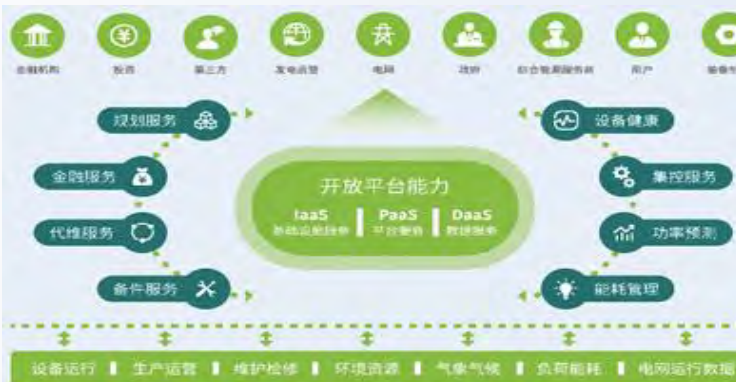 金融机构 投资 第三方 发电运营 电网 政府 综合能源服务商 用户
规划服务 设备健康
开放平台能力
金融服务 集控服务
IaaS PaaS DaaS
基础设施服务 平台服务 数据服务
代维服务 功率预测
备件服务 能耗管理
设备运行 生产运营 维护检修 环境资源 气象气候 负荷能耗 电网运行数据